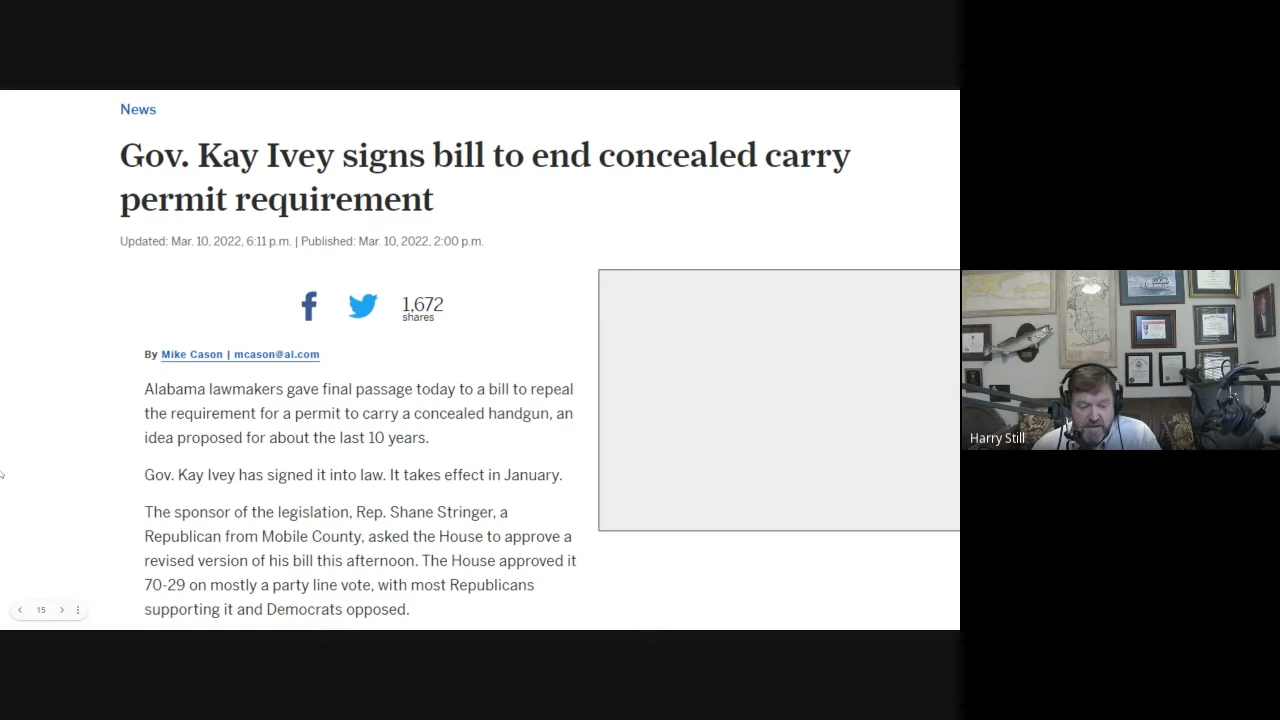 News
Gov. Kay Ivey signs bill to end concealed carry
permit requirement
Updated: Mar. 10, 2022, 6:11 p.m. | Published: Mar. 10, 2022, 2:00 p.m.
1,672
shares
By Mike Cason | mcason@al.com
Alabama lawmakers gave final passage today to a bill to repeal
the requirement for a permit to carry a concealed handgun, an
idea proposed for about the last 10 years.
Gov. Kay Ivey has signed it into law. It takes effect in January.
The sponsor of the legislation, Rep. Shane Stringer, a
Republican from Mobile County, asked the House to approve a
revised version of his bill this afternoon. The House approved it
70-29 on mostly a party line vote, with most Republicans
supporting it and Democrats opposed.
15
Harry Still